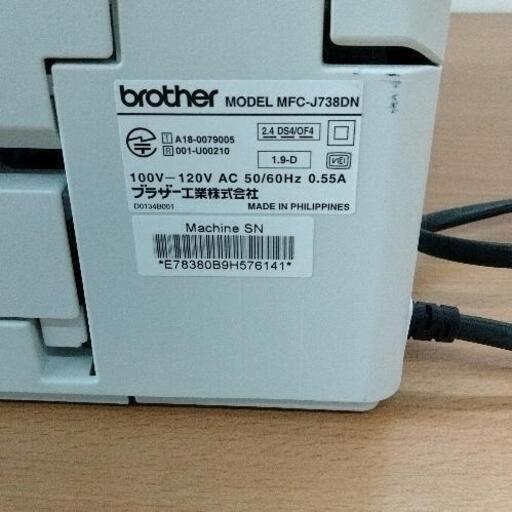 brother MODEL MFC-J738DN
T A18-0079005
R 001-U00210
2.4 DS4/OF4
1.9-D
VCI
100V－120V AC 50/60Hz 0.55A
ブラザー工業株式会社
D0134B001
MADE IN PHILIPPINES
Machine SN
*E78380B9H576141*